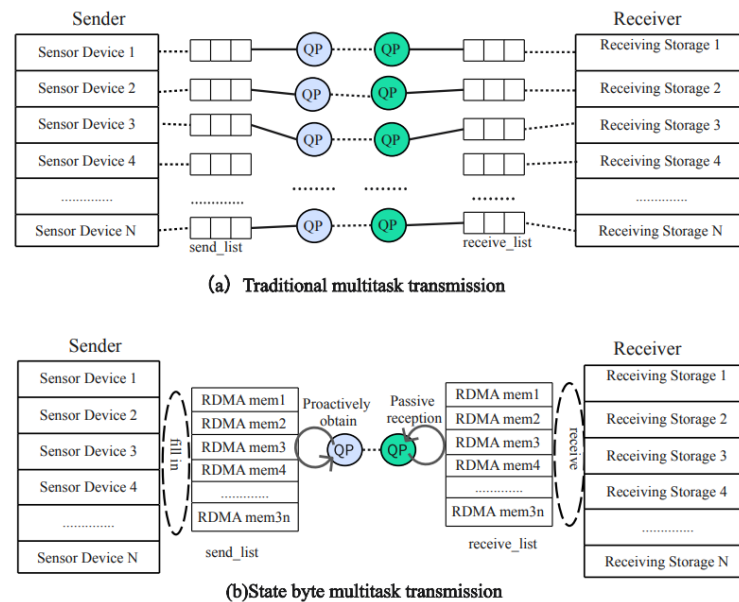 Sender
Receiver
Sensor Device 1
Sensor Device 2
Sensor Device 3
Sensor Device 4
..............
Sensor Device N
send_list
QP QP
QP QP
QP QP
........ ........
QP QP
.............
........
receive_list
Receiving Storage 1
Receiving Storage 2
Receiving Storage 3
Receiving Storage 4
..............
Receiving Storage N
(a) Traditional multitask transmission
Sender
Receiver
Sensor Device 1
Sensor Device 2
Sensor Device 3
Sensor Device 4
..............
Sensor Device N
fill in
RDMA mem1
RDMA mem2
RDMA mem3
RDMA mem4
.............
RDMA mem3n
send_list
Proactively
obtain
QP
Passive
reception
QP
RDMA mem1
RDMA mem2
RDMA mem3
RDMA mem4
.............
RDMA mem3n
receive_list
receive
Receiving Storage 1
Receiving Storage 2
Receiving Storage 3
Receiving Storage 4
..............
Receiving Storage N
(b)State byte multitask transmission